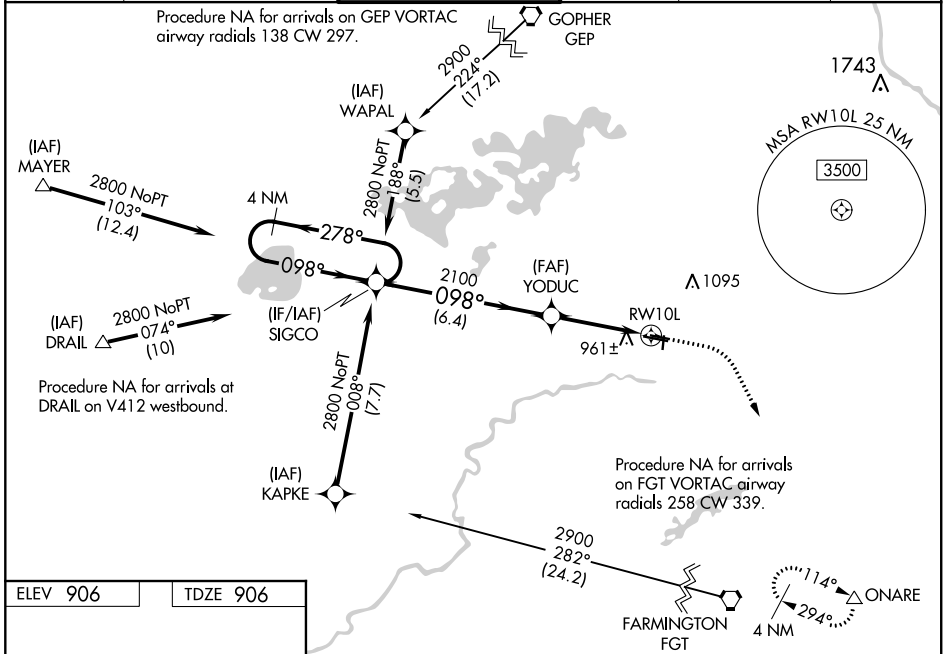 Procedure NA for arrivals on GEP VORTAC
airway radials 138 CW 297.
GOPHER
GEP
2900
224°
(17.2)
1743
(IAF)
WAPAL
MSA RW10L 25 NM
3500
(IAF)
MAYER
2800 NoPT
103°
(12.4)
2800 NoPT
188°
(5.5)
4 NM
278°
098°
(IF/IAF)
SIGCO
2100
098°
(6.4)
(FAF)
YODUC
1095
RW10L
961±
(IAF)
DRAIL
2800 NoPT
074°
(10)
Procedure NA for arrivals at
DRAIL on V412 westbound.
2800 NoPT
008°
(7.7)
(IAF)
KAPKE
Procedure NA for arrivals
on FGT VORTAC airway
radials 258 CW 339.
2900
282°
(24.2)
FARMINGTON
FGT
114°
294°
4 NM
ONARE
ELEV 906
TDZE 906